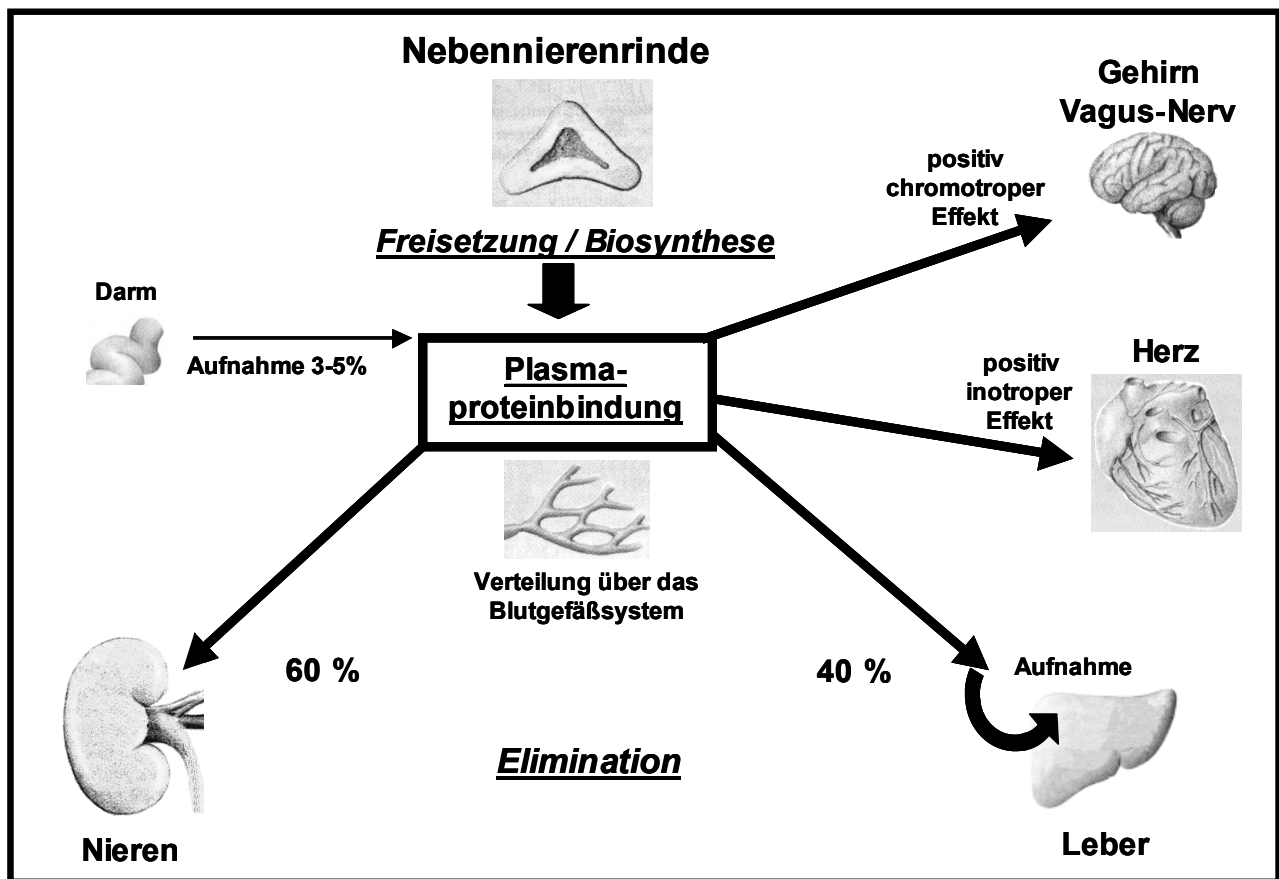 Nebennierenrinde
Gehirn
Vagus-Nerv
positiv
chromotroper
Effekt
Freisetzung / Biosynthese
Darm
Aufnahme 3-5%
Plasma-
proteinbindung
positiv
inotroper
Effekt
Herz
Verteilung über das
Blutgefäßsystem
60 %
40 %
Aufnahme
Elimination
Nieren
Leber